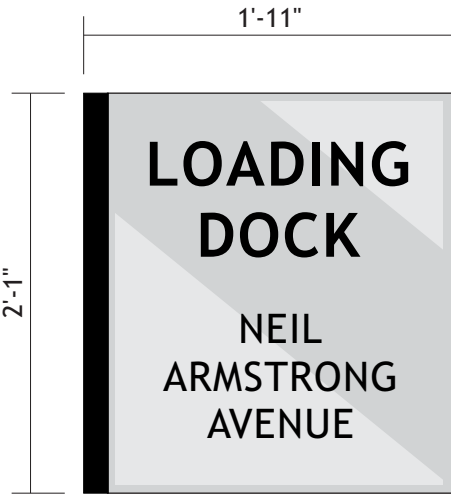 1'-11"
2'-1"
LOADING
DOCK
NEIL
ARMSTRONG
AVENUE